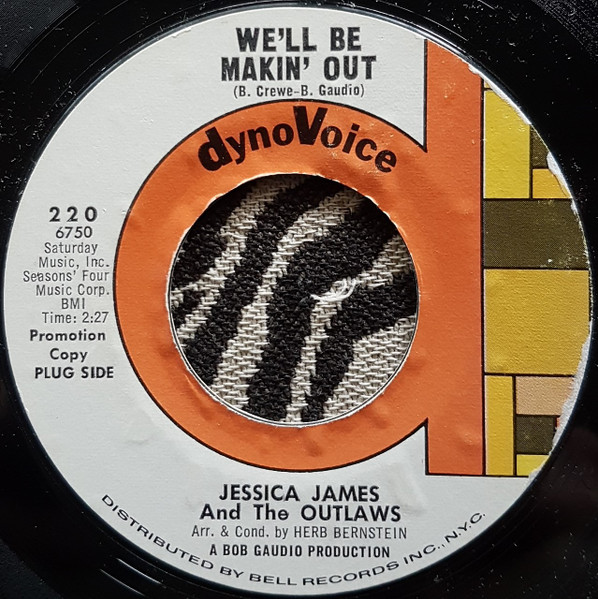 WE'LL BE
MAKIN' OUT
(B. Crewe-B. Gaudio)
dynoVoice
220
6750
Saturday
Music, Inc.
Seasons' Four
Music Corp.
BMI
Time: 2:27
Promotion
Copy
PLUG SIDE
JESSICA JAMES
And The OUTLAWS
Arr. & Cond. by HERB BERNSTEIN
A BOB GAUDIO PRODUCTION
DISTRIBUTED BY BELL RECORDS INC., N.Y.C.